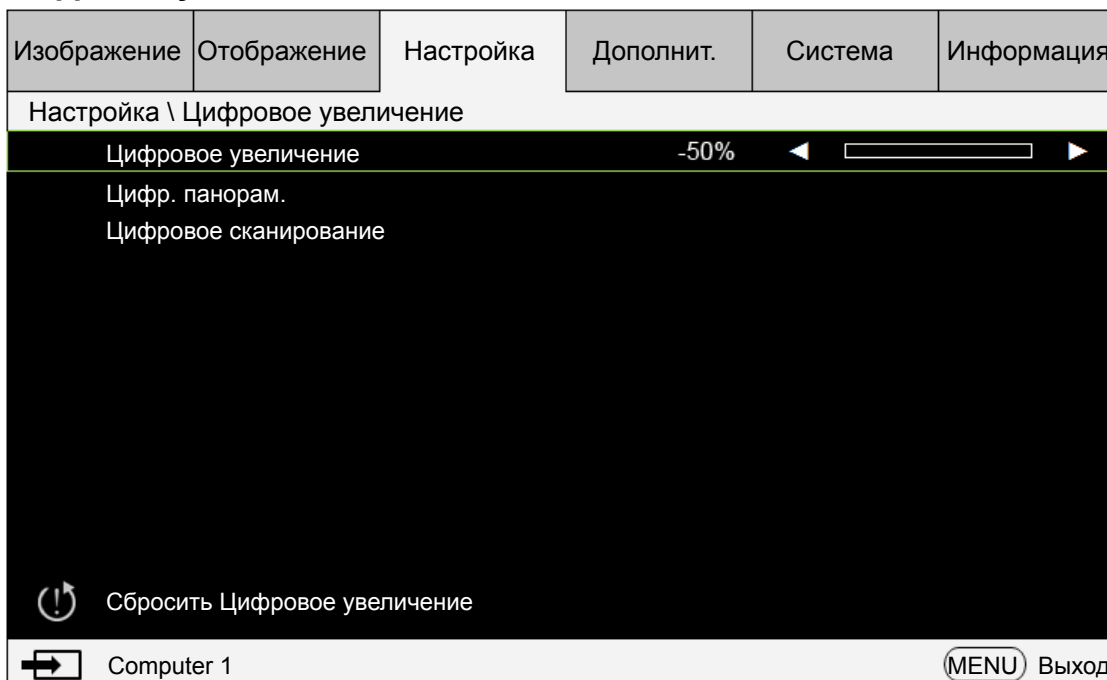 Изображение Отображение Настройка Дополнит. Система Информация
Настройка \ Цифровое увеличение
Цифровое увеличение -50%
Цифр. панорам.
Цифровое сканирование
Сбросить Цифровое увеличение
Computer 1 MENU Выход